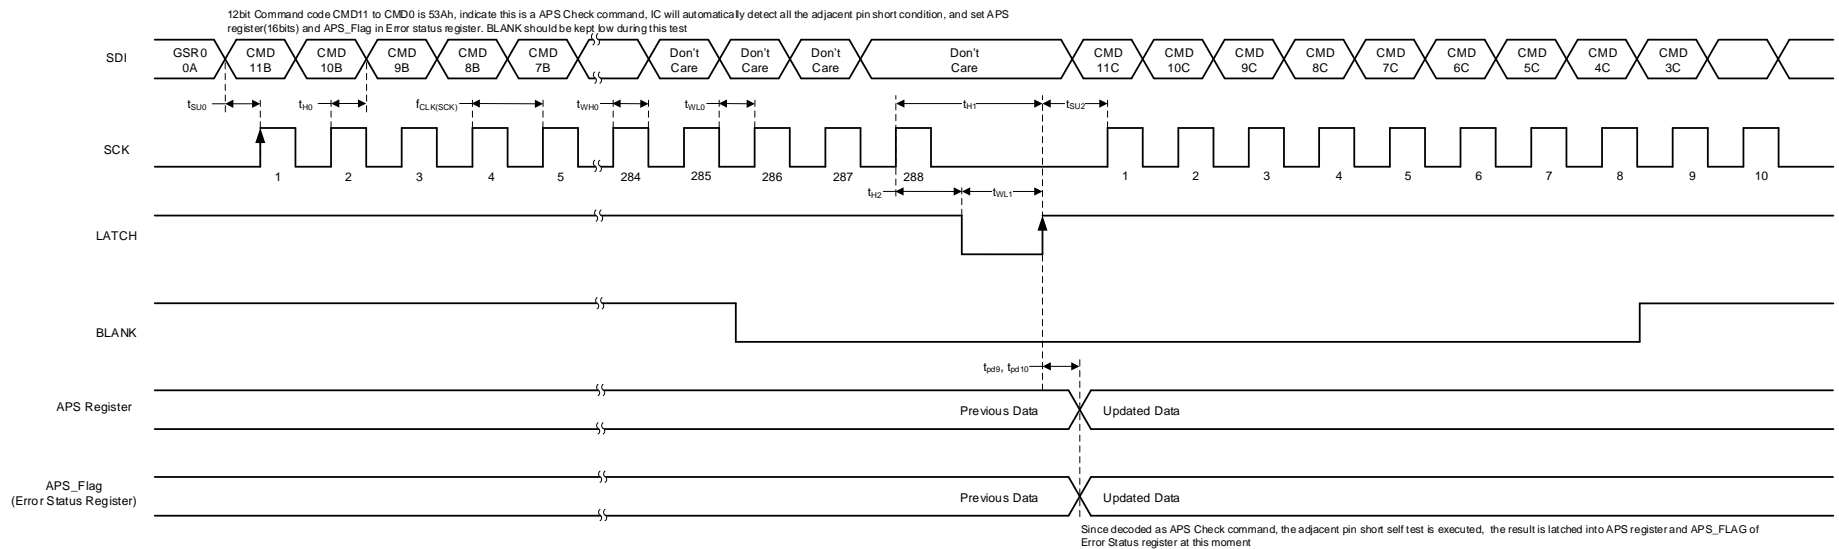 12bit Command code CMD11 to CMD0 is 53Ah, indicate this is a APS Check command, IC will automatically detect all the adjacent pin short condition, and set APS
register(16bits) and APS_Flag in Error status register. BLANK should be kept low during this test
SDI
GSR0 0A
CMD 11B
CMD 10B
CMD 9B
CMD 8B
CMD 7B
Don't Care
Don't Care
Don't Care
Don't Care
CMD 11C
CMD 10C
CMD 9C
CMD 8C
CMD 7C
CMD 6C
CMD 5C
CMD 4C
CMD 3C
tSU0
tH0
fCLK(SCK)
tWH0
tWL0
tH1
tSU2
SCK
1 2 3 4 5 284 285 286 287 288 1 2 3 4 5 6 7 8 9 10
tH2
tWL1
LATCH
BLANK
tpd9, tpd10
APS Register
Previous Data
Updated Data
APS_Flag
(Error Status Register)
Previous Data
Updated Data
Since decoded as APS Check command, the adjacent pin short self test is executed, the result is latched into APS register and APS_FLAG of
Error Status register at this moment